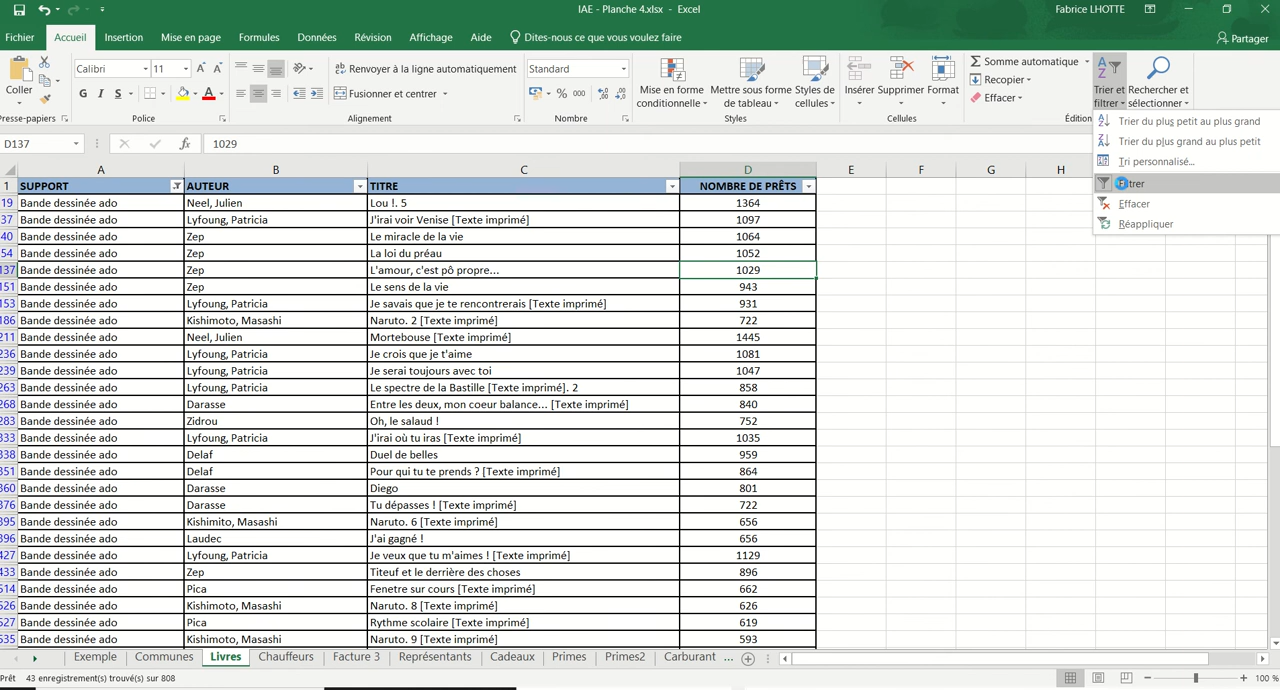 IAE - Planche 4.xlsx - Excel
Fabrice LHOTTE
Fichier Accueil Insertion Mise en page Formules Données Révision Affichage Aide Dites-nous ce que vous voulez faire
Partager
Coller
Calibri 11
Renvoyer à la ligne automatiquement
Standard
G I S
Fusionner et centrer
% 000
Mise en forme conditionnelle
Mettre sous forme de tableau
Styles de cellules
Insérer Supprimer Format
Somme automatique
Recopier
Effacer
Trier et filtrer
Rechercher et sélectionner
Presse-papiers Police Alignement Nombre Styles Cellules Édition
Trier du plus petit au plus grand
Trier du plus grand au plus petit
Tri personnalisé...
Filtrer
Effacer
Réappliquer
D137 fx 1029
A B C D E F G H
1 SUPPORT AUTEUR TITRE NOMBRE DE PRÊTS
19 Bande dessinée ado Neel, Julien Lou !. 5 1364
37 Bande dessinée ado Lyfoung, Patricia J'irai voir Venise [Texte imprimé] 1097
40 Bande dessinée ado Zep Le miracle de la vie 1064
54 Bande dessinée ado Zep La loi du préau 1052
137 Bande dessinée ado Zep L'amour, c'est pô propre... 1029
151 Bande dessinée ado Zep Le sens de la vie 943
153 Bande dessinée ado Lyfoung, Patricia Je savais que je te rencontrerais [Texte imprimé] 931
186 Bande dessinée ado Kishimoto, Masashi Naruto. 2 [Texte imprimé] 722
211 Bande dessinée ado Neel, Julien Mortebouse [Texte imprimé] 1445
236 Bande dessinée ado Lyfoung, Patricia Je crois que je t'aime 1081
239 Bande dessinée ado Lyfoung, Patricia Je serai toujours avec toi 1047
263 Bande dessinée ado Lyfoung, Patricia Le spectre de la Bastille [Texte imprimé]. 2 858
268 Bande dessinée ado Darasse Entre les deux, mon coeur balance... [Texte imprimé] 840
283 Bande dessinée ado Zidrou Oh, le salaud ! 752
333 Bande dessinée ado Lyfoung, Patricia J'irai où tu iras [Texte imprimé] 1035
338 Bande dessinée ado Delaf Duel de belles 959
351 Bande dessinée ado Delaf Pour qui tu te prends ? [Texte imprimé] 864
360 Bande dessinée ado Darasse Diego 801
376 Bande dessinée ado Darasse Tu dépasses ! [Texte imprimé] 722
395 Bande dessinée ado Kishimito, Masashi Naruto. 6 [Texte imprimé] 656
396 Bande dessinée ado Laudec J'ai gagné ! 656
427 Bande dessinée ado Lyfoung, Patricia Je veux que tu m'aimes ! [Texte imprimé] 1129
433 Bande dessinée ado Zep Titeuf et le derrière des choses 896
514 Bande dessinée ado Pica Fenetre sur cours [Texte imprimé] 662
526 Bande dessinée ado Kishimoto, Masashi Naruto. 8 [Texte imprimé] 626
527 Bande dessinée ado Pica Rythme scolaire [Texte imprimé] 619
535 Bande dessinée ado Kishimoto, Masashi Naruto. 9 [Texte imprimé] 593
Exemple Communes Livres Chauffeurs Facture 3 Représentants Cadeaux Primes Primes2 Carburant ...
Prêt 43 enregistrement(s) trouvé(s) sur 808 100 %